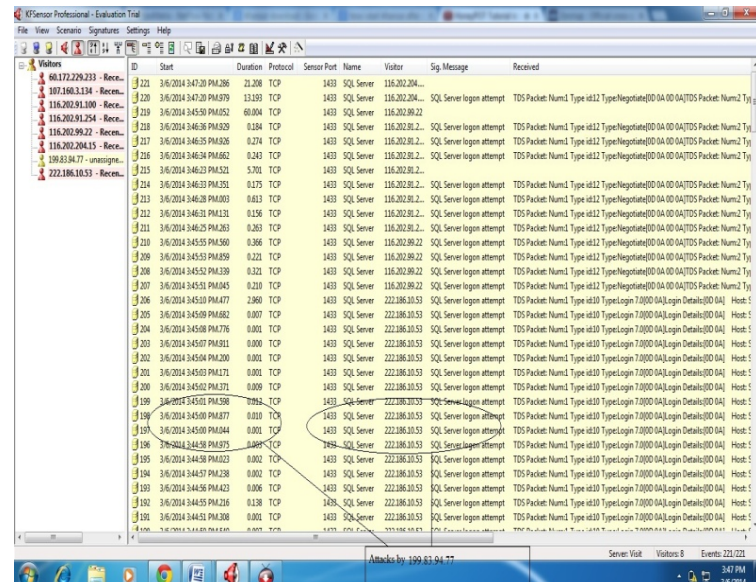 KFSensor Professional - Evaluation Trial
File View Scenario Signatures Settings Help
Visitors
60.172.229.233 - Rece...
107.160.3.134 - Recen...
116.202.91.100 - Rece...
116.202.91.254 - Rece...
116.202.99.22 - Recen...
116.202.204.15 - Rece...
199.83.94.77 - unassigne...
222.186.10.53 - Recen...
ID Start Duration Protocol Sensor Port Name Visitor Sig. Message Received
221 3/6/2014 3:47:20 PM.286 21.208 TCP 1433 SQL Server 116.202.204....
220 3/6/2014 3:47:20 PM.979 13.193 TCP 1433 SQL Server 116.202.204.... SQL Server logon attempt TDS Packet: Num:1 Type id:12 Type:Negotiate[0D 0A 0D 0A]TDS Packet: Num:2 Ty
219 3/6/2014 3:45:50 PM.052 60.004 TCP 1433 SQL Server 116.202.99.22
218 3/6/2014 3:46:36 PM.929 0.184 TCP 1433 SQL Server 116.202.91.2... SQL Server logon attempt TDS Packet: Num:1 Type id:12 Type:Negotiate[0D 0A 0D 0A]TDS Packet: Num:2 Ty
217 3/6/2014 3:46:35 PM.926 0.274 TCP 1433 SQL Server 116.202.91.2... SQL Server logon attempt TDS Packet: Num:1 Type id:12 Type:Negotiate[0D 0A 0D 0A]TDS Packet: Num:2 Ty
216 3/6/2014 3:46:34 PM.662 0.243 TCP 1433 SQL Server 116.202.91.2... SQL Server logon attempt TDS Packet: Num:1 Type id:12 Type:Negotiate[0D 0A 0D 0A]TDS Packet: Num:2 Ty
215 3/6/2014 3:46:23 PM.521 5.701 TCP 1433 SQL Server 116.202.91.2...
214 3/6/2014 3:46:33 PM.351 0.175 TCP 1433 SQL Server 116.202.91.2... SQL Server logon attempt TDS Packet: Num:1 Type id:12 Type:Negotiate[0D 0A 0D 0A]TDS Packet: Num:2 Ty
213 3/6/2014 3:46:28 PM.003 0.613 TCP 1433 SQL Server 116.202.91.2... SQL Server logon attempt TDS Packet: Num:1 Type id:12 Type:Negotiate[0D 0A 0D 0A]TDS Packet: Num:2 Ty
212 3/6/2014 3:46:31 PM.131 0.156 TCP 1433 SQL Server 116.202.91.2... SQL Server logon attempt TDS Packet: Num:1 Type id:12 Type:Negotiate[0D 0A 0D 0A]TDS Packet: Num:2 Ty
211 3/6/2014 3:46:25 PM.263 0.263 TCP 1433 SQL Server 116.202.91.2... SQL Server logon attempt TDS Packet: Num:1 Type id:12 Type:Negotiate[0D 0A 0D 0A]TDS Packet: Num:2 Ty
210 3/6/2014 3:45:55 PM.560 0.366 TCP 1433 SQL Server 116.202.99.22 SQL Server logon attempt TDS Packet: Num:1 Type id:12 Type:Negotiate[0D 0A 0D 0A]TDS Packet: Num:2 Ty
209 3/6/2014 3:45:53 PM.859 0.221 TCP 1433 SQL Server 116.202.99.22 SQL Server logon attempt TDS Packet: Num:1 Type id:12 Type:Negotiate[0D 0A 0D 0A]TDS Packet: Num:2 Ty
208 3/6/2014 3:45:52 PM.339 0.321 TCP 1433 SQL Server 116.202.99.22 SQL Server logon attempt TDS Packet: Num:1 Type id:12 Type:Negotiate[0D 0A 0D 0A]TDS Packet: Num:2 Ty
207 3/6/2014 3:45:51 PM.045 0.210 TCP 1433 SQL Server 116.202.99.22 SQL Server logon attempt TDS Packet: Num:1 Type id:12 Type:Negotiate[0D 0A 0D 0A]TDS Packet: Num:2 Ty
206 3/6/2014 3:45:10 PM.477 2.960 TCP 1433 SQL Server 222.186.10.53 SQL Server logon attempt TDS Packet: Num:1 Type id:10 Type:Login 7.0[0D 0A]Login Details:[0D 0A] Host: S
205 3/6/2014 3:45:09 PM.682 0.007 TCP 1433 SQL Server 222.186.10.53 SQL Server logon attempt TDS Packet: Num:1 Type id:10 Type:Login 7.0[0D 0A]Login Details:[0D 0A] Host: S
204 3/6/2014 3:45:08 PM.776 0.001 TCP 1433 SQL Server 222.186.10.53 SQL Server logon attempt TDS Packet: Num:1 Type id:10 Type:Login 7.0[0D 0A]Login Details:[0D 0A] Host: S
203 3/6/2014 3:45:07 PM.911 0.000 TCP 1433 SQL Server 222.186.10.53 SQL Server logon attempt TDS Packet: Num:1 Type id:10 Type:Login 7.0[0D 0A]Login Details:[0D 0A] Host: S
202 3/6/2014 3:45:04 PM.200 0.001 TCP 1433 SQL Server 222.186.10.53 SQL Server logon attempt TDS Packet: Num:1 Type id:10 Type:Login 7.0[0D 0A]Login Details:[0D 0A] Host: S
201 3/6/2014 3:45:03 PM.171 0.001 TCP 1433 SQL Server 222.186.10.53 SQL Server logon attempt TDS Packet: Num:1 Type id:10 Type:Login 7.0[0D 0A]Login Details:[0D 0A] Host: S
200 3/6/2014 3:45:02 PM.371 0.009 TCP 1433 SQL Server 222.186.10.53 SQL Server logon attempt TDS Packet: Num:1 Type id:10 Type:Login 7.0[0D 0A]Login Details:[0D 0A] Host: S
199 3/6/2014 3:45:01 PM.598 0.012 TCP 1433 SQL Server 222.186.10.53 SQL Server logon attempt TDS Packet: Num:1 Type id:10 Type:Login 7.0[0D 0A]Login Details:[0D 0A] Host: S
198 3/6/2014 3:45:00 PM.877 0.010 TCP 1433 SQL Server 222.186.10.53 SQL Server logon attempt TDS Packet: Num:1 Type id:10 Type:Login 7.0[0D 0A]Login Details:[0D 0A] Host: S
197 3/6/2014 3:45:00 PM.044 0.001 TCP 1433 SQL Server 222.186.10.53 SQL Server logon attempt TDS Packet: Num:1 Type id:10 Type:Login 7.0[0D 0A]Login Details:[0D 0A] Host: S
196 3/6/2014 3:44:58 PM.975 0.003 TCP 1433 SQL Server 222.186.10.53 SQL Server logon attempt TDS Packet: Num:1 Type id:10 Type:Login 7.0[0D 0A]Login Details:[0D 0A] Host: S
195 3/6/2014 3:44:58 PM.023 0.002 TCP 1433 SQL Server 222.186.10.53 SQL Server logon attempt TDS Packet: Num:1 Type id:10 Type:Login 7.0[0D 0A]Login Details:[0D 0A] Host: S
194 3/6/2014 3:44:57 PM.238 0.002 TCP 1433 SQL Server 222.186.10.53 SQL Server logon attempt TDS Packet: Num:1 Type id:10 Type:Login 7.0[0D 0A]Login Details:[0D 0A] Host: S
193 3/6/2014 3:44:56 PM.423 0.006 TCP 1433 SQL Server 222.186.10.53 SQL Server logon attempt TDS Packet: Num:1 Type id:10 Type:Login 7.0[0D 0A]Login Details:[0D 0A] Host: S
192 3/6/2014 3:44:55 PM.216 0.138 TCP 1433 SQL Server 222.186.10.53 SQL Server logon attempt TDS Packet: Num:1 Type id:10 Type:Login 7.0[0D 0A]Login Details:[0D 0A] Host: S
191 3/6/2014 3:44:51 PM.308 0.001 TCP 1433 SQL Server 222.186.10.53 SQL Server logon attempt TDS Packet: Num:1 Type id:10 Type:Login 7.0[0D 0A]Login Details:[0D 0A] Host: S
Attacks by 199.83.94.77
Server: Visit Visitors: 8 Events: 221/221
3:47 PM